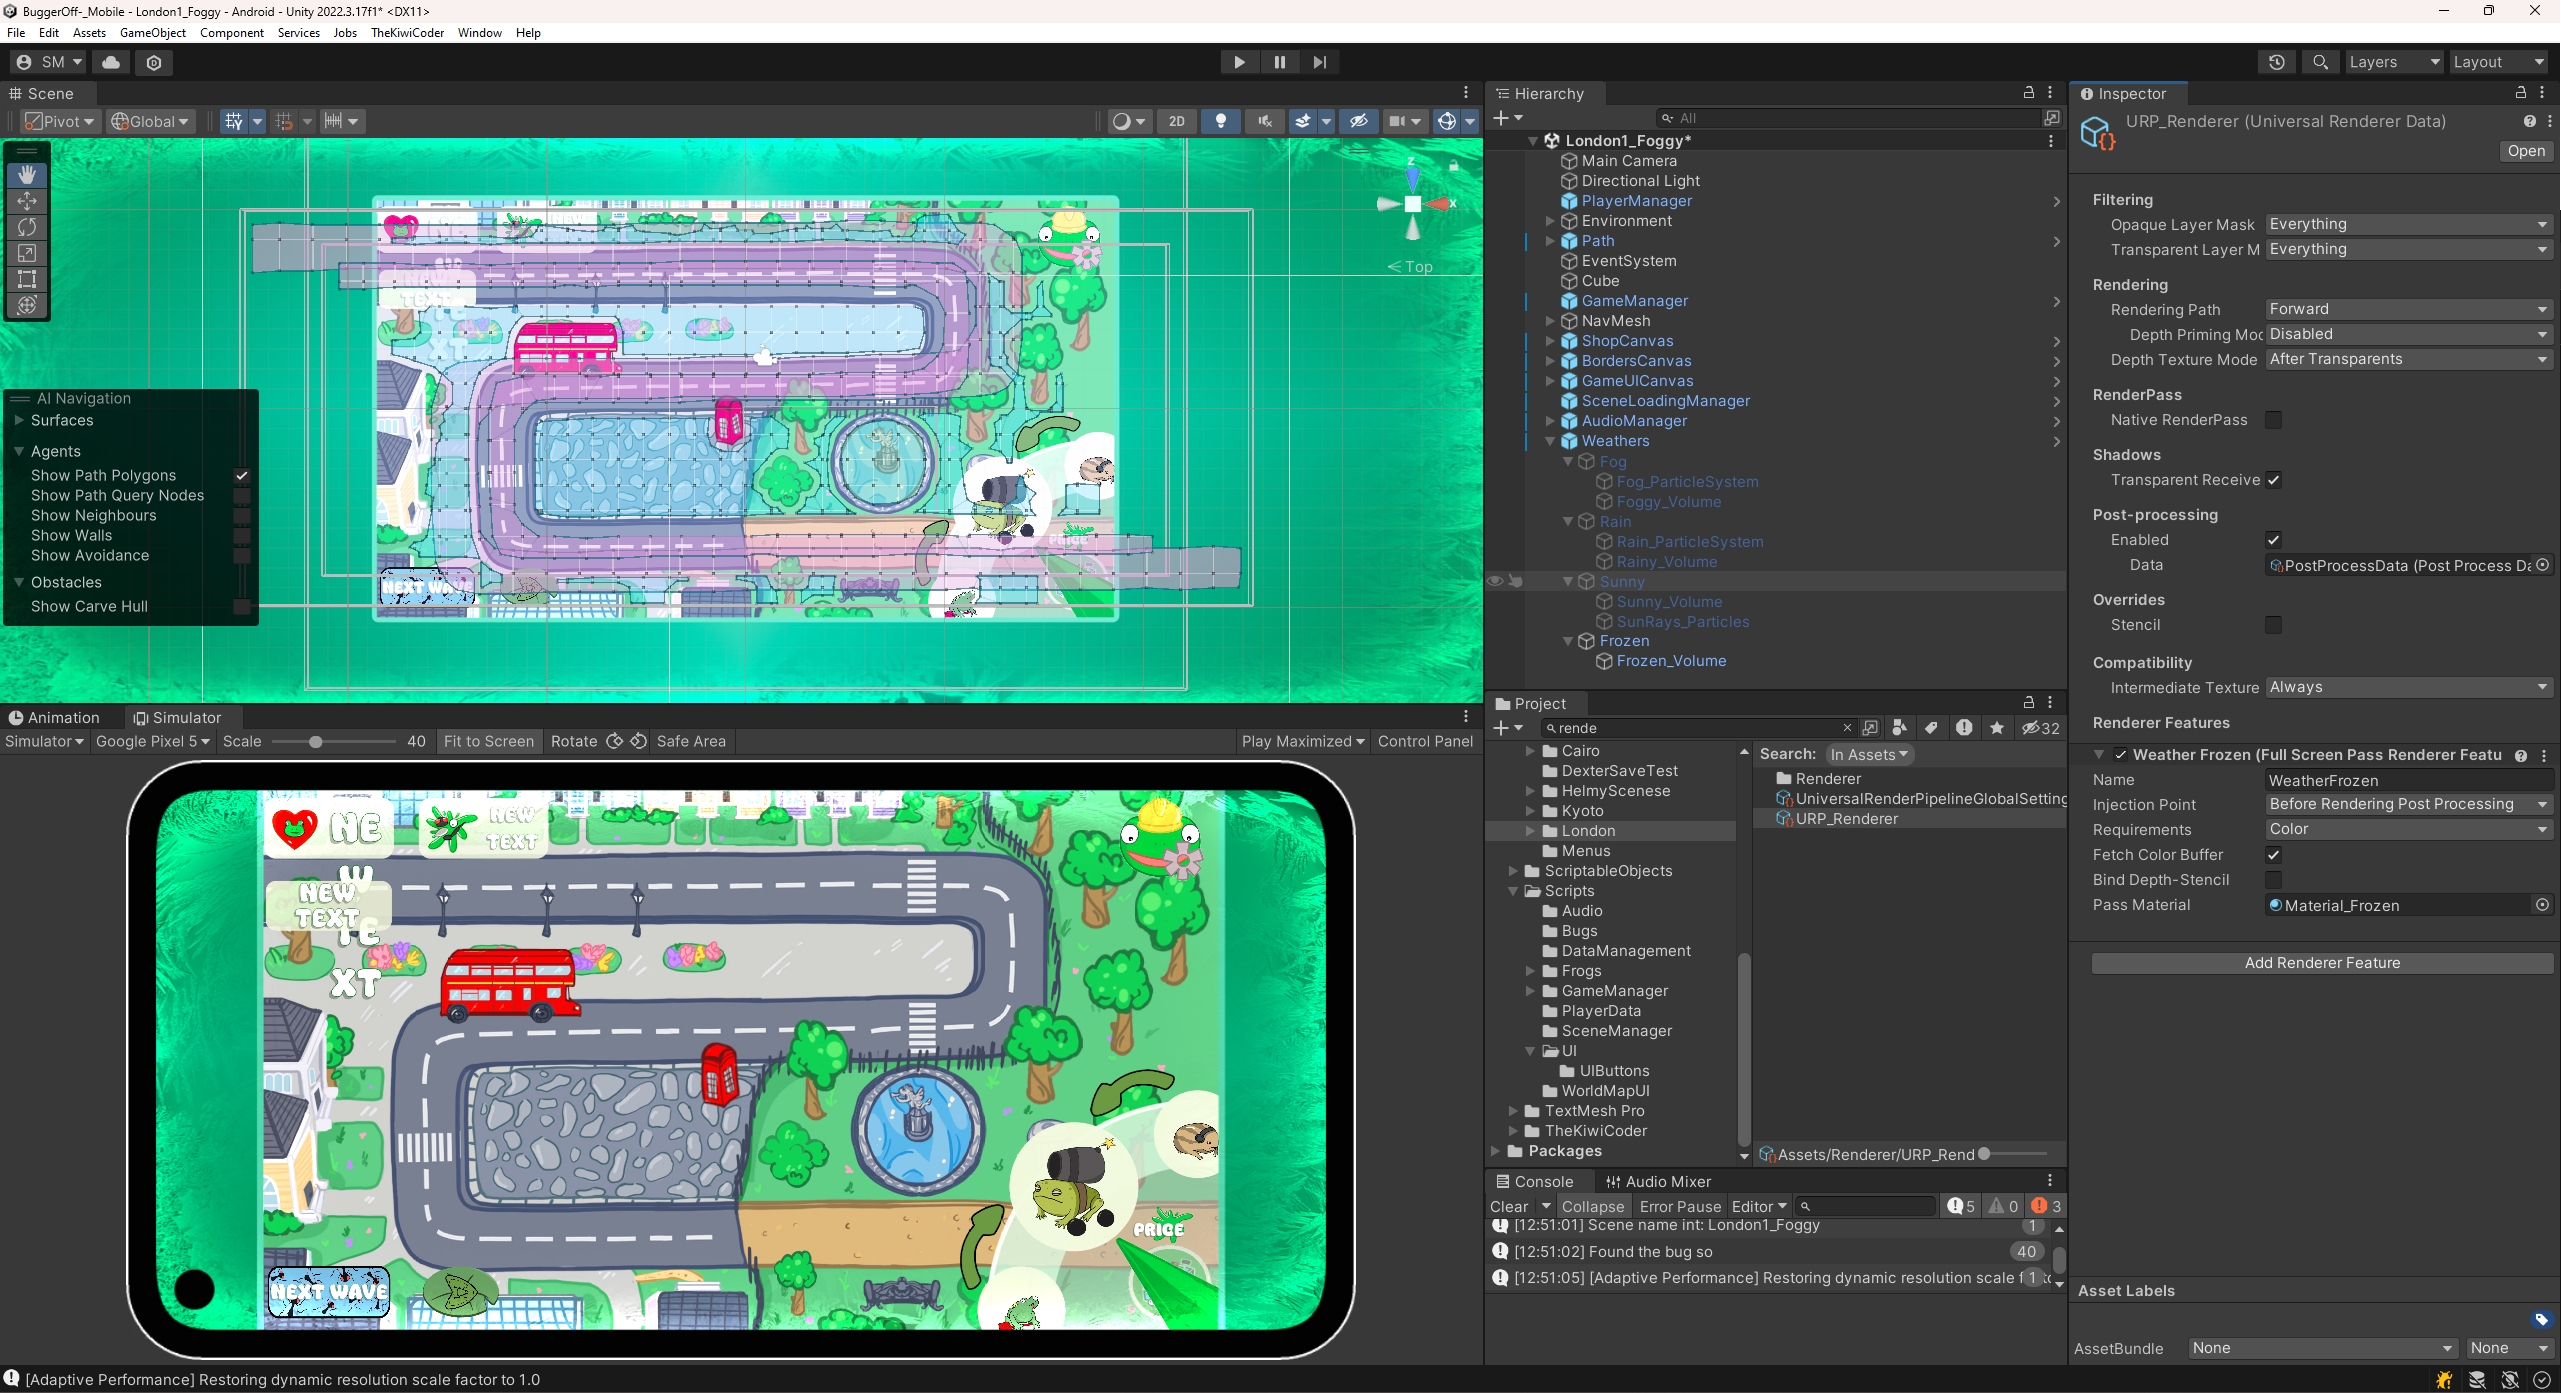 BuggerOff-_Mobile - London1_Foggy - Android - Unity 2022.3.17f1* <DX11>
File Edit Assets GameObject Component Services Jobs TheKiwiCoder Window Help
SM
Layers
Layout
Scene
Pivot Global
2D
z
x
Top
NEW
PRICE
NEXT WAVE
AI Navigation
Surfaces
Agents
Show Path Polygons
Show Path Query Nodes
Show Neighbours
Show Walls
Show Avoidance
Obstacles
Show Carve Hull
Animation Simulator
Simulator Google Pixel 5 Scale 40 Fit to Screen Rotate Safe Area Play Maximized Control Panel
NE
W
TE
XT
NEW
TEXT
NEW
TEXT
PRICE
NEXT WAVE
Hierarchy
All
London1_Foggy*
Main Camera
Directional Light
PlayerManager
Environment
Path
EventSystem
Cube
GameManager
NavMesh
ShopCanvas
BordersCanvas
GameUICanvas
SceneLoadingManager
AudioManager
Weathers
Fog
Fog_ParticleSystem
Foggy_Volume
Rain
Rain_ParticleSystem
Rainy_Volume
Sunny
Sunny_Volume
SunRays_Particles
Frozen
Frozen_Volume
Project
rende
32
Cairo
DexterSaveTest
HelmyScenese
Kyoto
London
Menus
ScriptableObjects
Scripts
Audio
Bugs
DataManagement
Frogs
GameManager
PlayerData
SceneManager
UI
UIButtons
WorldMapUI
TextMesh Pro
TheKiwiCoder
Packages
Search: In Assets
Renderer
UniversalRenderPipelineGlobalSetting
URP_Renderer
Assets/Renderer/URP_Rend
Console Audio Mixer
Clear Collapse Error Pause Editor 5 0 3
[12:51:01] Scene name int: London1_Foggy 1
[12:51:02] Found the bug so 40
[12:51:05] [Adaptive Performance] Restoring dynamic resolution scale f 1
Inspector
URP_Renderer (Universal Renderer Data)
Open
Filtering
Opaque Layer Mask Everything
Transparent Layer M Everything
Rendering
Rendering Path Forward
Depth Priming Moc Disabled
Depth Texture Mode After Transparents
RenderPass
Native RenderPass
Shadows
Transparent Receive
Post-processing
Enabled
Data PostProcessData (Post Process Da
Overrides
Stencil
Compatibility
Intermediate Texture Always
Renderer Features
Weather Frozen (Full Screen Pass Renderer Featu
Name WeatherFrozen
Injection Point Before Rendering Post Processing
Requirements Color
Fetch Color Buffer
Bind Depth-Stencil
Pass Material Material_Frozen
Add Renderer Feature
Asset Labels
AssetBundle None None
[Adaptive Performance] Restoring dynamic resolution scale factor to 1.0